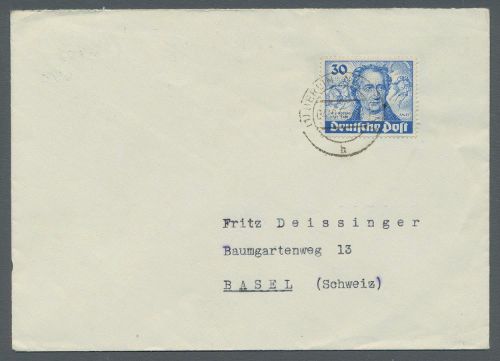 30
Deutsche Post
h
Fritz Deissinger
Baumgartenweg 13
BASEL (Schweiz)